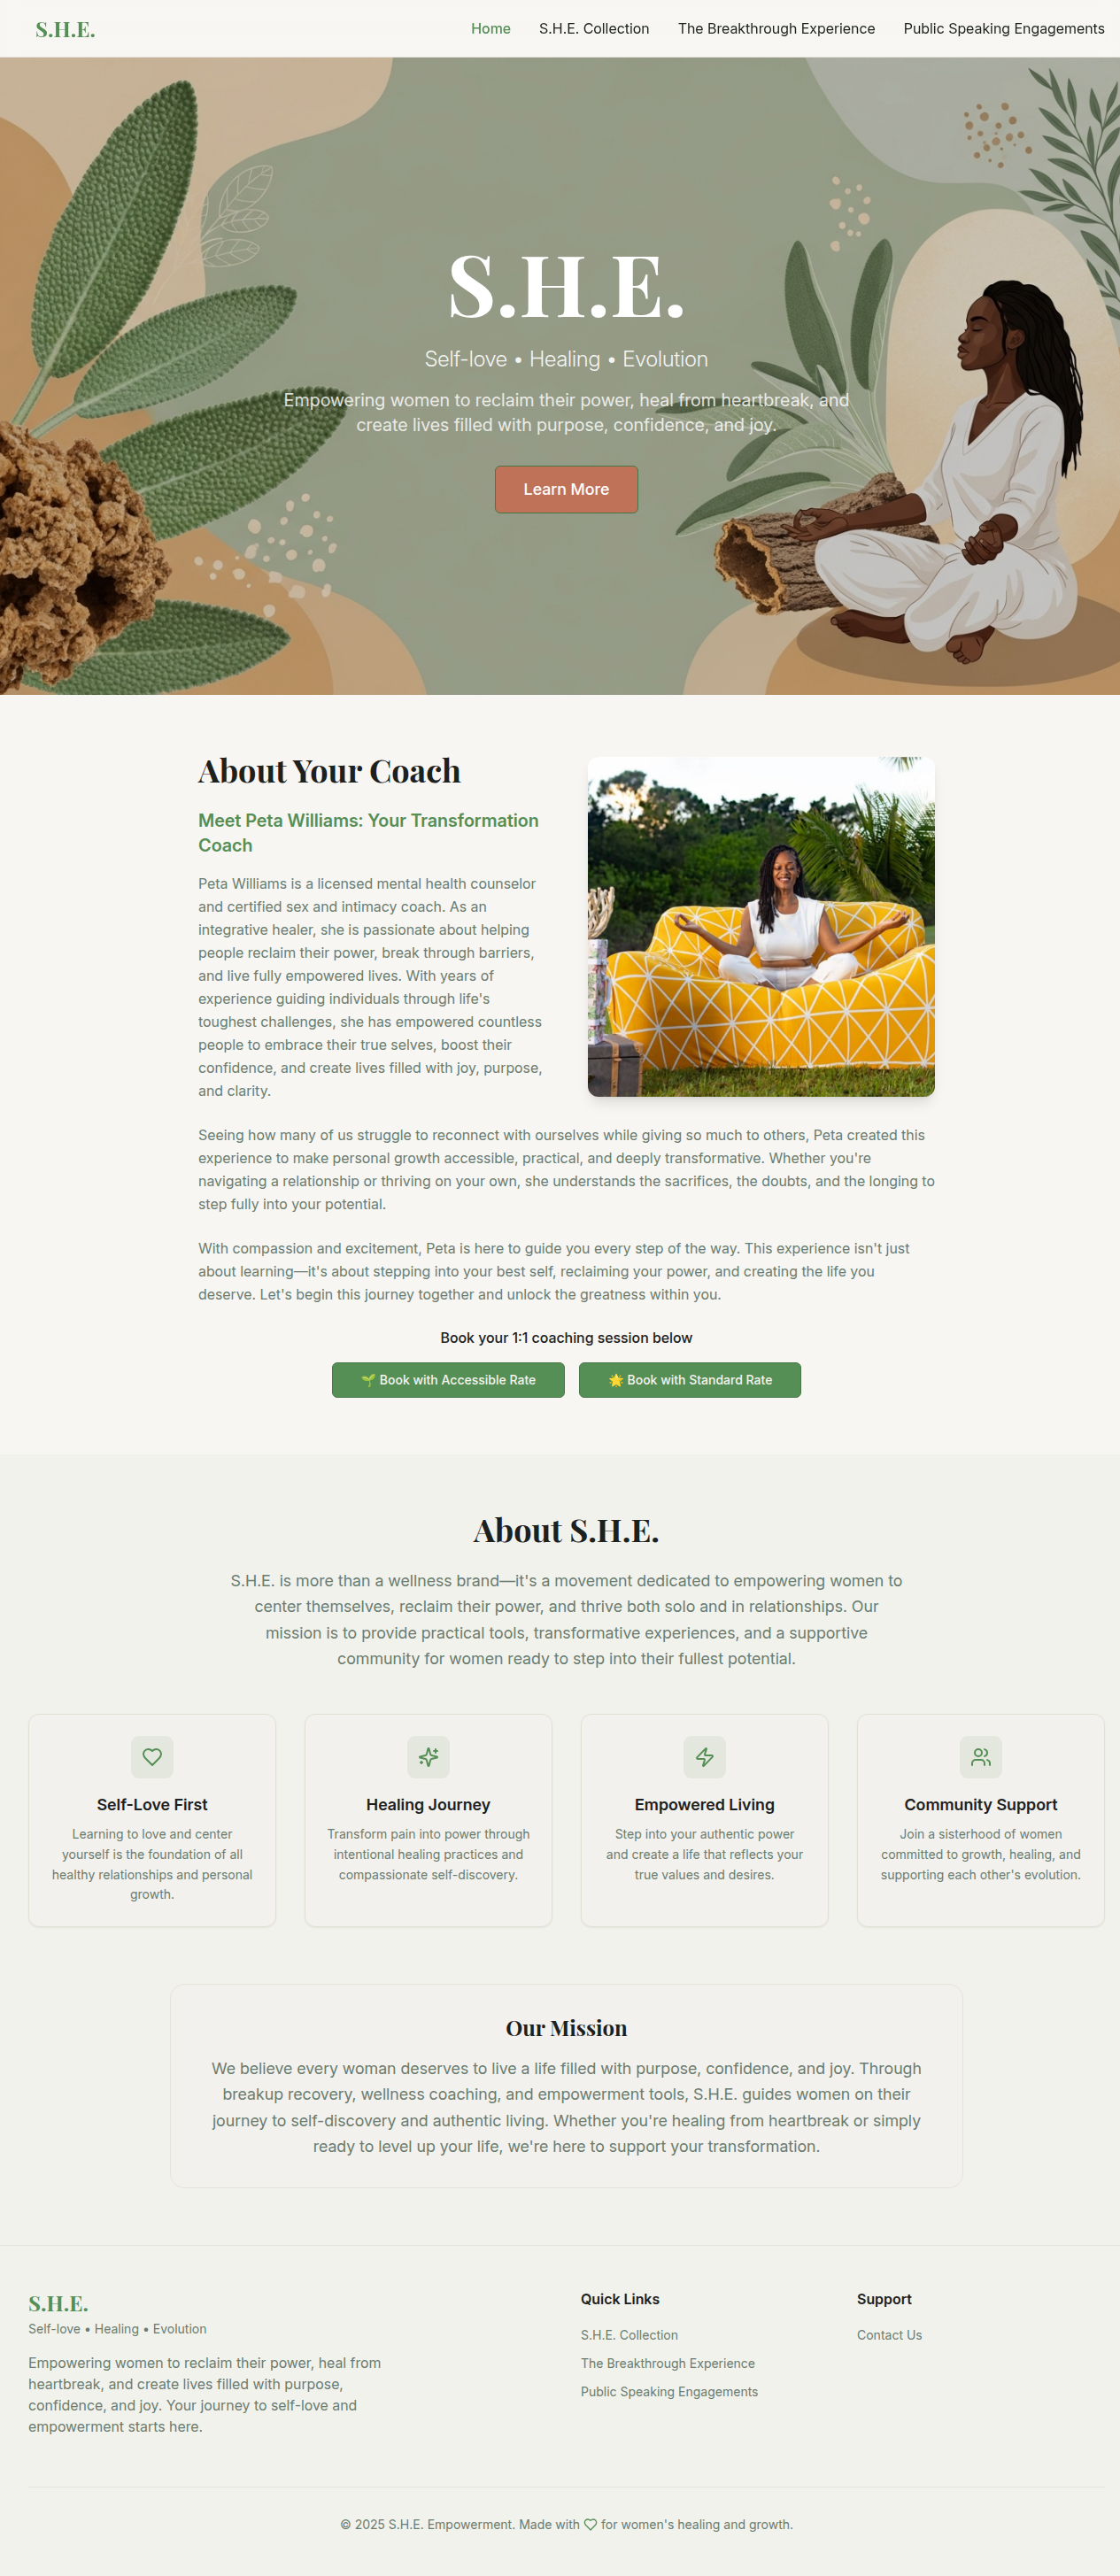 S.H.E.
Home
S.H.E. Collection
The Breakthrough Experience
Public Speaking Engagements
S.H.E.
Self-love • Healing • Evolution
Empowering women to reclaim their power, heal from heartbreak, and
create lives filled with purpose, confidence, and joy.
Learn More
About Your Coach
Meet Peta Williams: Your Transformation
Coach
Peta Williams is a licensed mental health counselor
and certified sex and intimacy coach. As an
integrative healer, she is passionate about helping
people reclaim their power, break through barriers,
and live fully empowered lives. With years of
experience guiding individuals through life's
toughest challenges, she has empowered countless
people to embrace their true selves, boost their
confidence, and create lives filled with joy, purpose,
and clarity.
Seeing how many of us struggle to reconnect with ourselves while giving so much to others, Peta created this
experience to make personal growth accessible, practical, and deeply transformative. Whether you're
navigating a relationship or thriving on your own, she understands the sacrifices, the doubts, and the longing to
step fully into your potential.
With compassion and excitement, Peta is here to guide you every step of the way. This experience isn't just
about learning—it's about stepping into your best self, reclaiming your power, and creating the life you
deserve. Let's begin this journey together and unlock the greatness within you.
Book your 1:1 coaching session below
🌱 Book with Accessible Rate
🌟 Book with Standard Rate
About S.H.E.
S.H.E. is more than a wellness brand—it's a movement dedicated to empowering women to
center themselves, reclaim their power, and thrive both solo and in relationships. Our
mission is to provide practical tools, transformative experiences, and a supportive
community for women ready to step into their fullest potential.
Self-Love First
Learning to love and center
yourself is the foundation of all
healthy relationships and personal
growth.
Healing Journey
Transform pain into power through
intentional healing practices and
compassionate self-discovery.
Empowered Living
Step into your authentic power
and create a life that reflects your
true values and desires.
Community Support
Join a sisterhood of women
committed to growth, healing, and
supporting each other's evolution.
Our Mission
We believe every woman deserves to live a life filled with purpose, confidence, and joy. Through
breakup recovery, wellness coaching, and empowerment tools, S.H.E. guides women on their
journey to self-discovery and authentic living. Whether you're healing from heartbreak or simply
ready to level up your life, we're here to support your transformation.
S.H.E.
Self-love • Healing • Evolution
Empowering women to reclaim their power, heal from
heartbreak, and create lives filled with purpose,
confidence, and joy. Your journey to self-love and
empowerment starts here.
Quick Links
S.H.E. Collection
The Breakthrough Experience
Public Speaking Engagements
Support
Contact Us
© 2025 S.H.E. Empowerment. Made with ♡ for women's healing and growth.